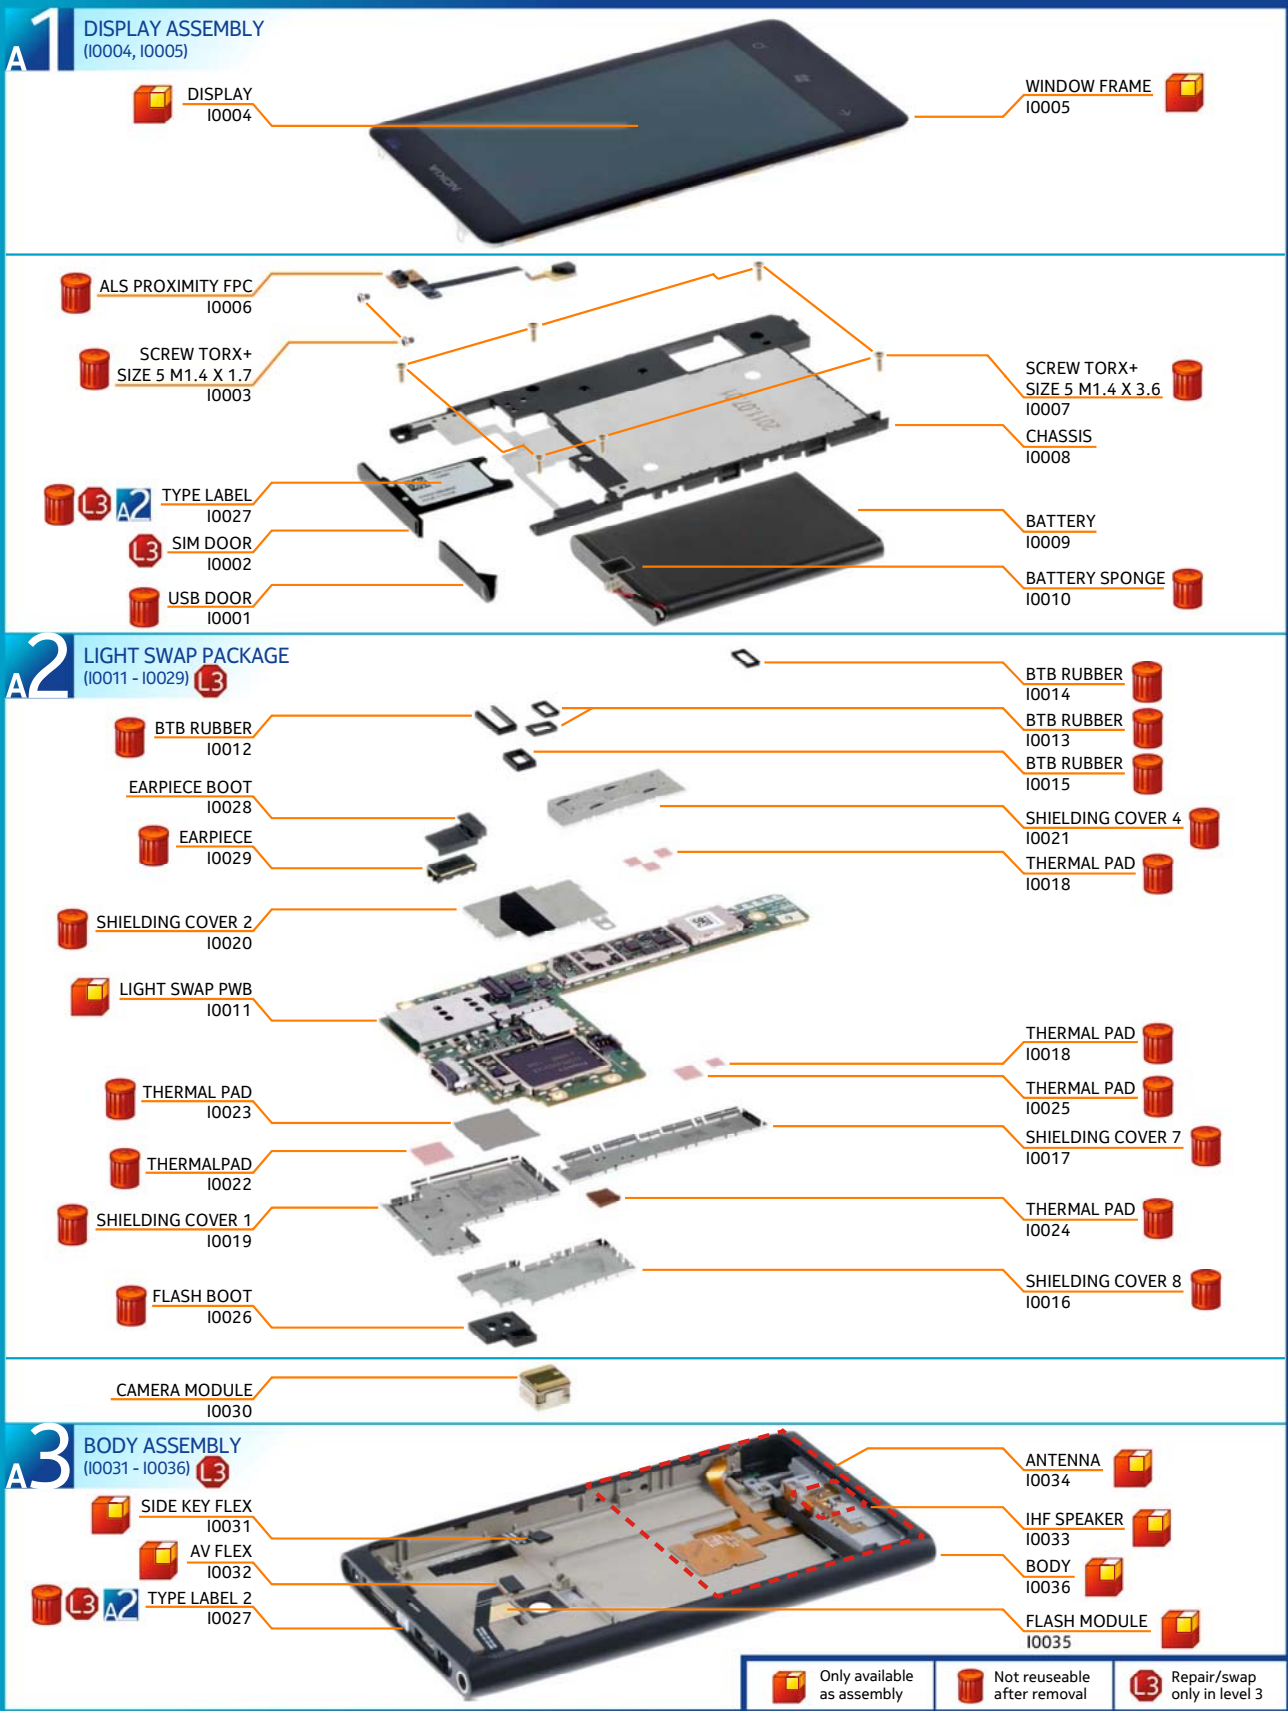 A1
DISPLAY ASSEMBLY
(I0004, I0005)
DISPLAY
I0004
WINDOW FRAME
I0005
NOKIA
ALS PROXIMITY FPC
I0006
SCREW TORX+
SIZE 5 M1.4 X 1.7
I0003
SCREW TORX+
SIZE 5 M1.4 X 3.6
I0007
CHASSIS
I0008
L3 A2 TYPE LABEL
I0027
L3 SIM DOOR
I0002
USB DOOR
I0001
BATTERY
I0009
BATTERY SPONGE
I0010
A2
LIGHT SWAP PACKAGE
(I0011 - I0029) L3
BTB RUBBER
I0014
BTB RUBBER
I0012
BTB RUBBER
I0013
BTB RUBBER
I0015
EARPIECE BOOT
I0028
EARPIECE
I0029
SHIELDING COVER 4
I0021
THERMAL PAD
I0018
SHIELDING COVER 2
I0020
LIGHT SWAP PWB
I0011
THERMAL PAD
I0018
THERMAL PAD
I0025
THERMAL PAD
I0023
SHIELDING COVER 7
I0017
THERMALPAD
I0022
SHIELDING COVER 1
I0019
THERMAL PAD
I0024
SHIELDING COVER 8
I0016
FLASH BOOT
I0026
CAMERA MODULE
I0030
A3
BODY ASSEMBLY
(I0031 - I0036) L3
SIDE KEY FLEX
I0031
AV FLEX
I0032
L3 A2 TYPE LABEL 2
I0027
ANTENNA
I0034
IHF SPEAKER
I0033
BODY
I0036
FLASH MODULE
I0035
Only available
as assembly
Not reuseable
after removal
L3 Repair/swap
only in level 3